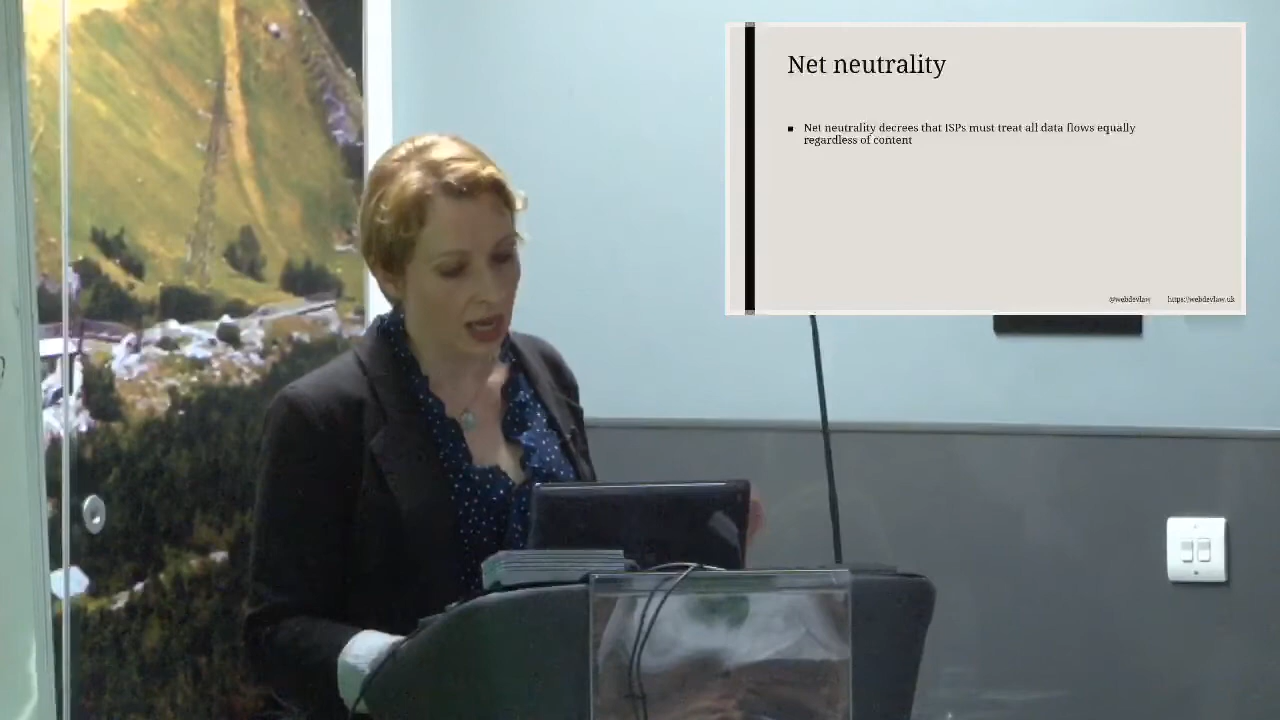 Net neutrality
Net neutrality decrees that ISPs must treat all data flows equally
regardless of content
@webdevlaw https://webdevlaw.uk